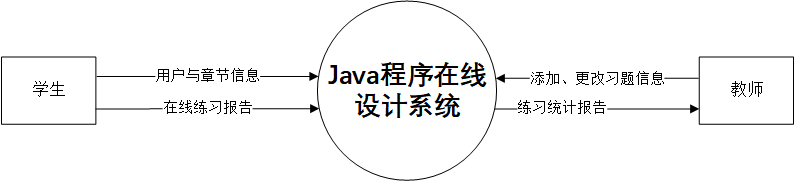 学生
用户与章节信息
在线练习报告
Java程序在线
设计系统
添加、更改习题信息
练习统计报告
教师